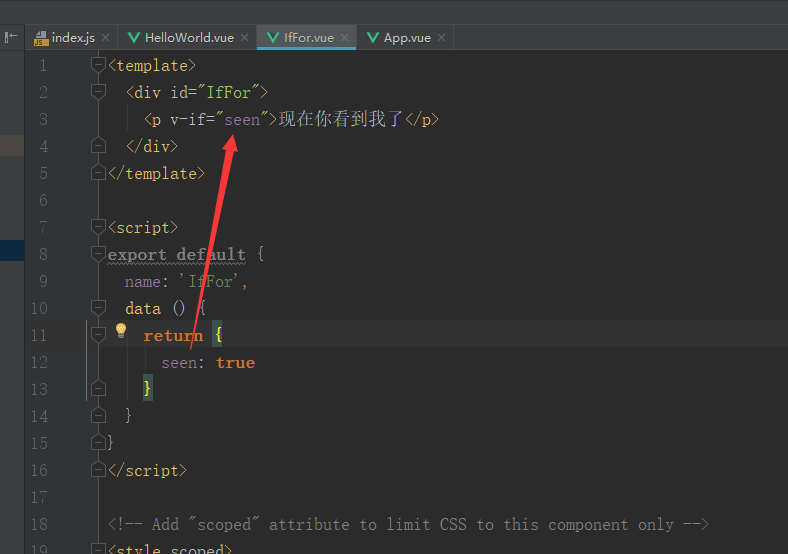 index.js HelloWorld.vue IfFor.vue App.vue
1 <template>
2 <div id="IfFor">
3 <p v-if="seen">现在你看到我了</p>
4 </div>
5 </template>
6
7 <script>
8 export default {
9 name: 'IfFor',
10 data () {
11 return {
12 seen: true
13 }
14 }
15 }
16 </script>
17
18 <!-- Add "scoped" attribute to limit CSS to this component only -->
19 <style scoped>